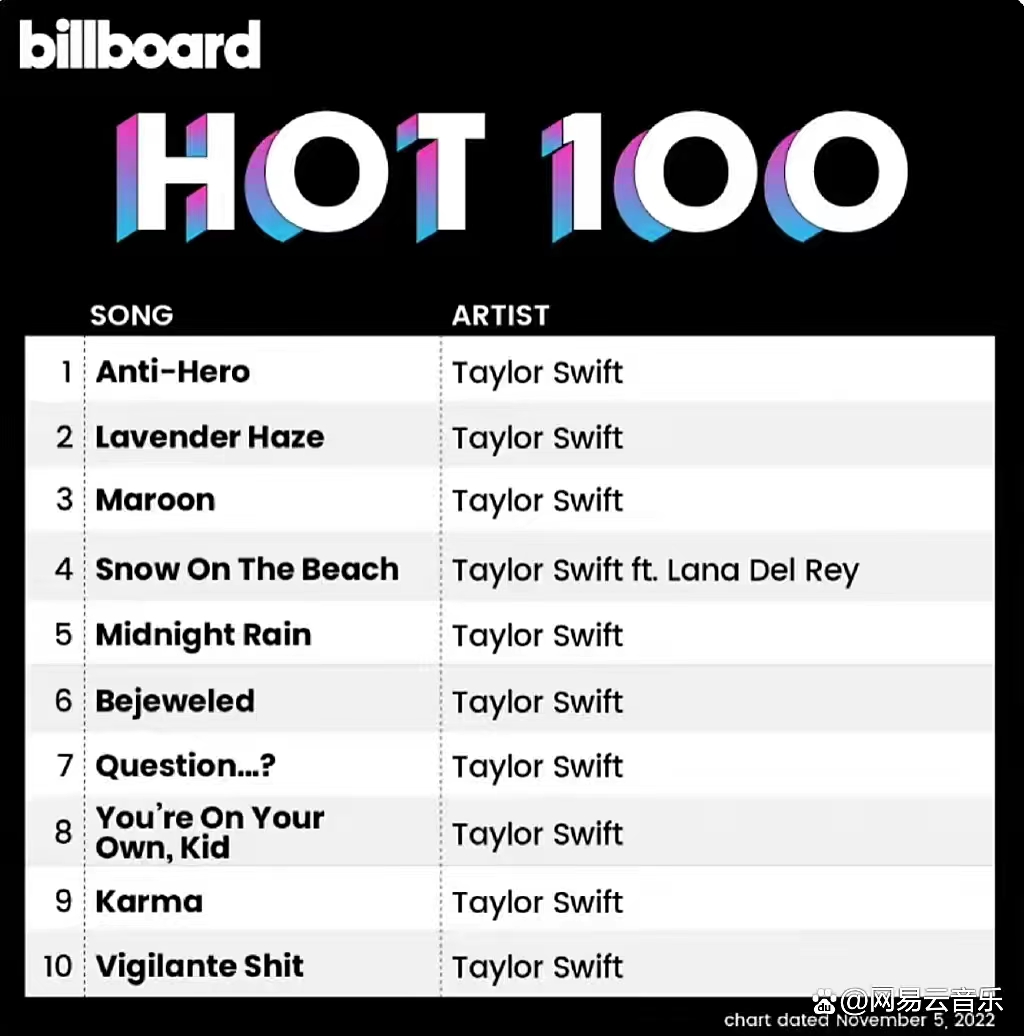 billboard
HOT 100
SONG ARTIST
1 Anti-Hero Taylor Swift
2 Lavender Haze Taylor Swift
3 Maroon Taylor Swift
4 Snow On The Beach Taylor Swift ft. Lana Del Rey
5 Midnight Rain Taylor Swift
6 Bejeweled Taylor Swift
7 Question...? Taylor Swift
8 You're On Your
Own, Kid Taylor Swift
9 Karma Taylor Swift
10 Vigilante Shit Taylor Swift
du @网易云音乐
chart dated November 5, 2022